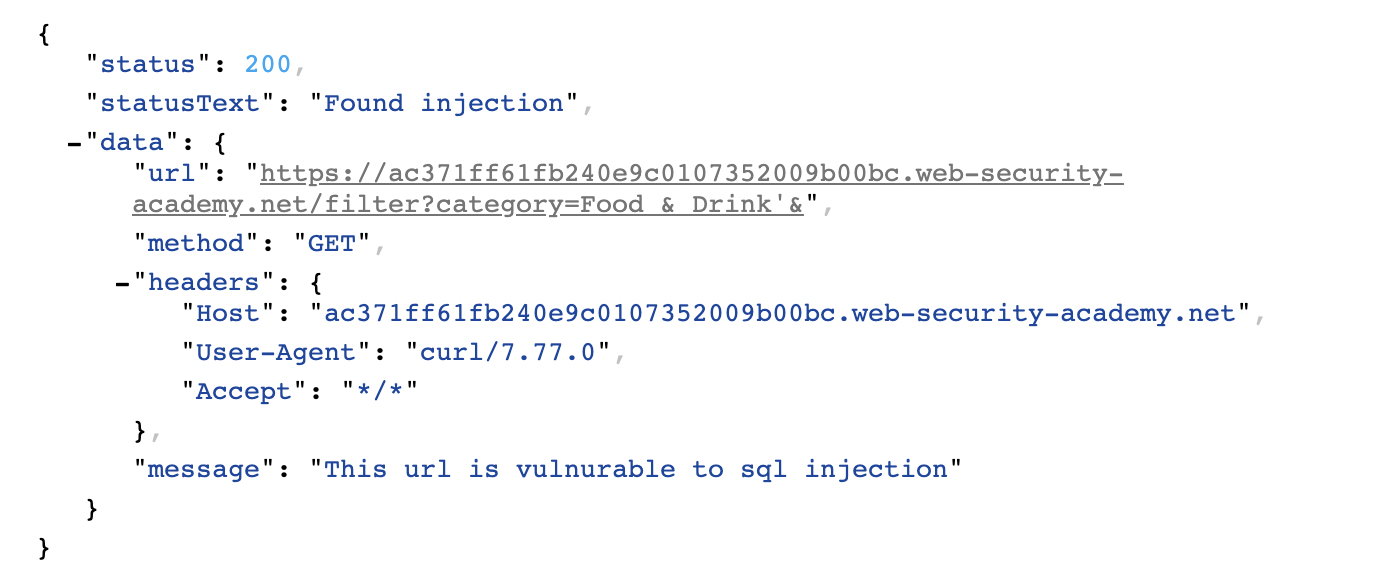 {
"status": 200,
"statusText": "Found injection",
–"data": {
"url": "https://ac371ff61fb240e9c0107352009b00bc.web-security-
academy.net/filter?category=Food & Drink'&",
"method": "GET",
–"headers": {
"Host": "ac371ff61fb240e9c0107352009b00bc.web-security-academy.net",
"User-Agent": "curl/7.77.0",
"Accept": "*/*"
},
"message": "This url is vulnurable to sql injection"
}
}